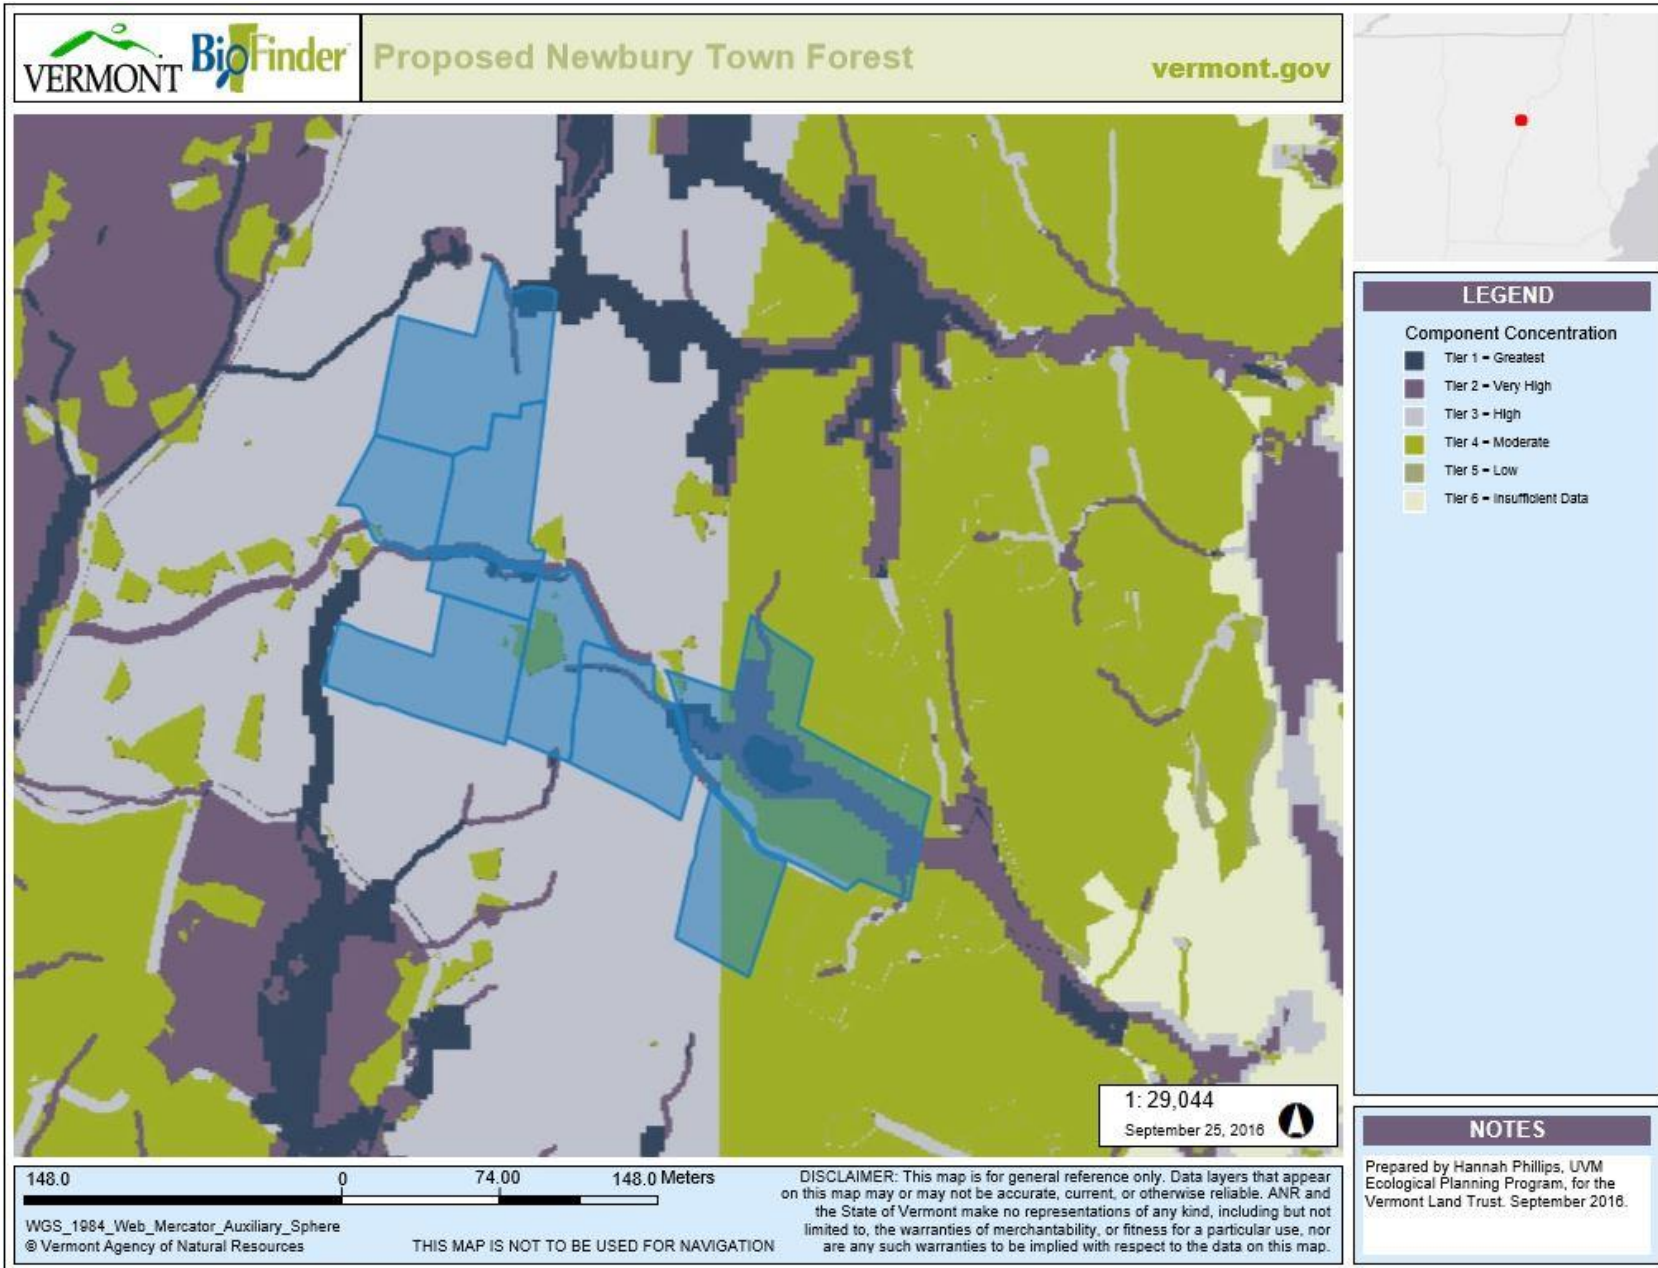 VERMONT
BioFinder
Proposed Newbury Town Forest
vermont.gov
LEGEND
Component Concentration
Tier 1 - Greatest
Tier 2 - Very High
Tier 3 - High
Tier 4 - Moderate
Tier 5 - Low
Tier 6 - Insufficient Data
1: 29,044
September 25, 2016
NOTES
Prepared by Hannah Phillips, UVM
Ecological Planning Program, for the
Vermont Land Trust. September 2016.
148.0 0 74.00 148.0 Meters
WGS_1984_Web_Mercator_Auxiliary_Sphere
© Vermont Agency of Natural Resources
THIS MAP IS NOT TO BE USED FOR NAVIGATION
DISCLAIMER: This map is for general reference only. Data layers that appear
on this map may or may not be accurate, current, or otherwise reliable. ANR and
the State of Vermont make no representations of any kind, including but not
limited to, the warranties of merchantability, or fitness for a particular use, nor
are any such warranties to be implied with respect to the data on this map.